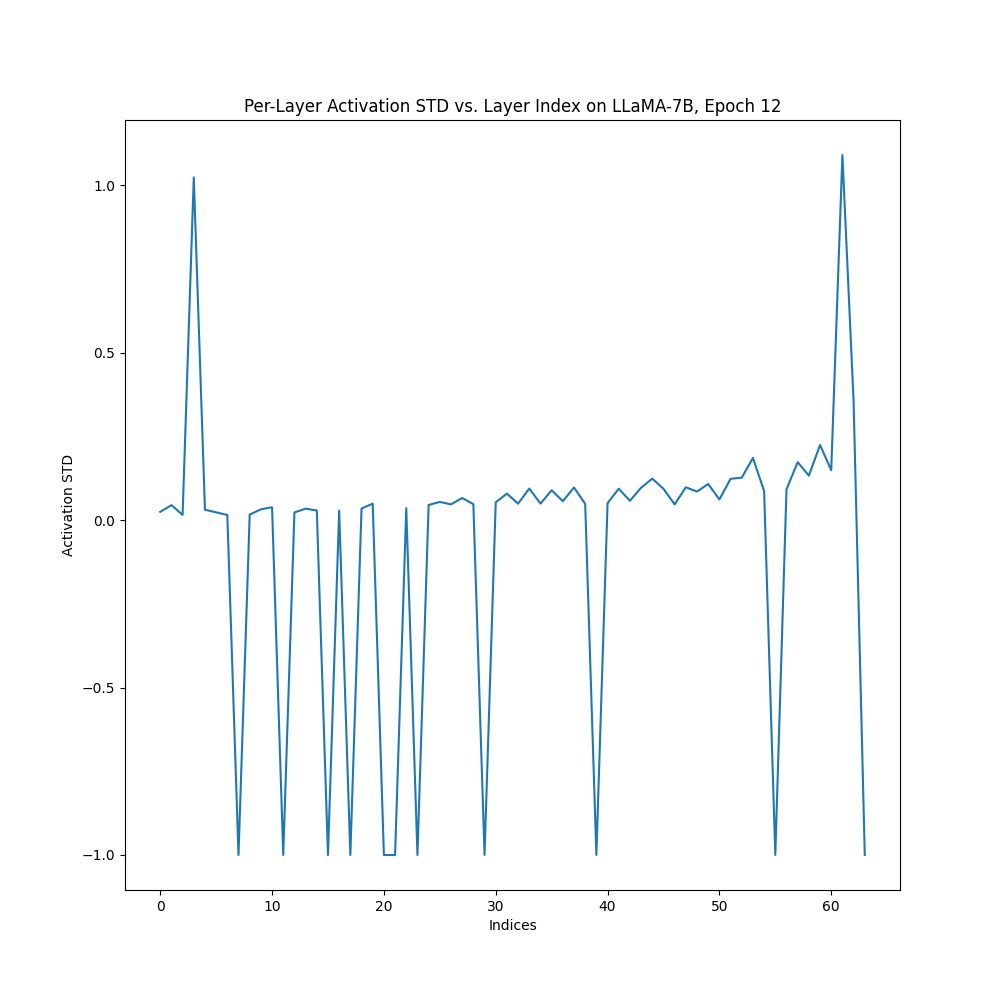 Per-Layer Activation STD vs. Layer Index on LLaMA-7B, Epoch 12
1.0
0.5
0.0
−0.5
−1.0
Activation STD
0 10 20 30 40 50 60
Indices